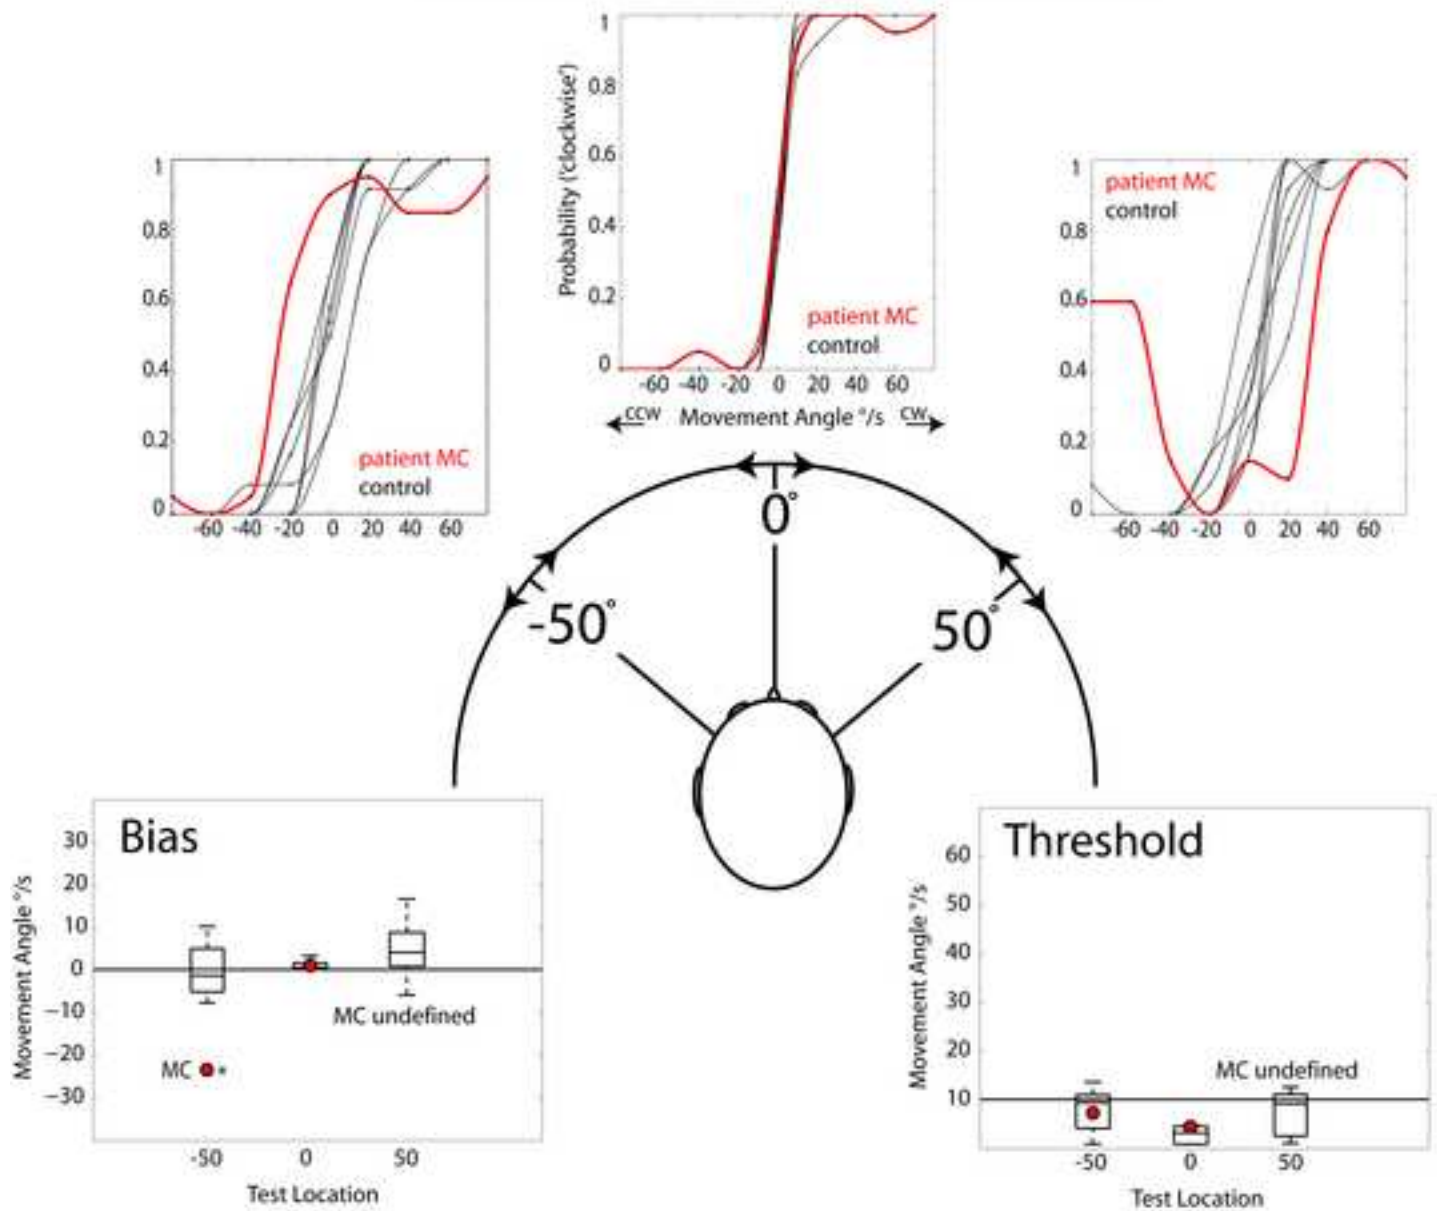 1
0.8
0.6
0.4
0.2
0
-60 -40 -20 0 20 40 60
Probability ('clockwise')
patient MC
control
CCW Movement Angle °/s CW
1
0.8
0.6
0.4
0.2
0
-60 -40 -20 0 20 40 60
patient MC
control
patient MC
control
1
0.8
0.6
0.4
0.2
0
-60 -40 -20 0 20 40 60
0°
-50°
50°
Bias
Movement Angle °/s
30
20
10
0
−10
−20
−30
MC undefined
MC *
-50 0 50
Test Location
Threshold
Movement Angle °/s
60
50
40
30
20
10
MC undefined
-50 0 50
Test Location